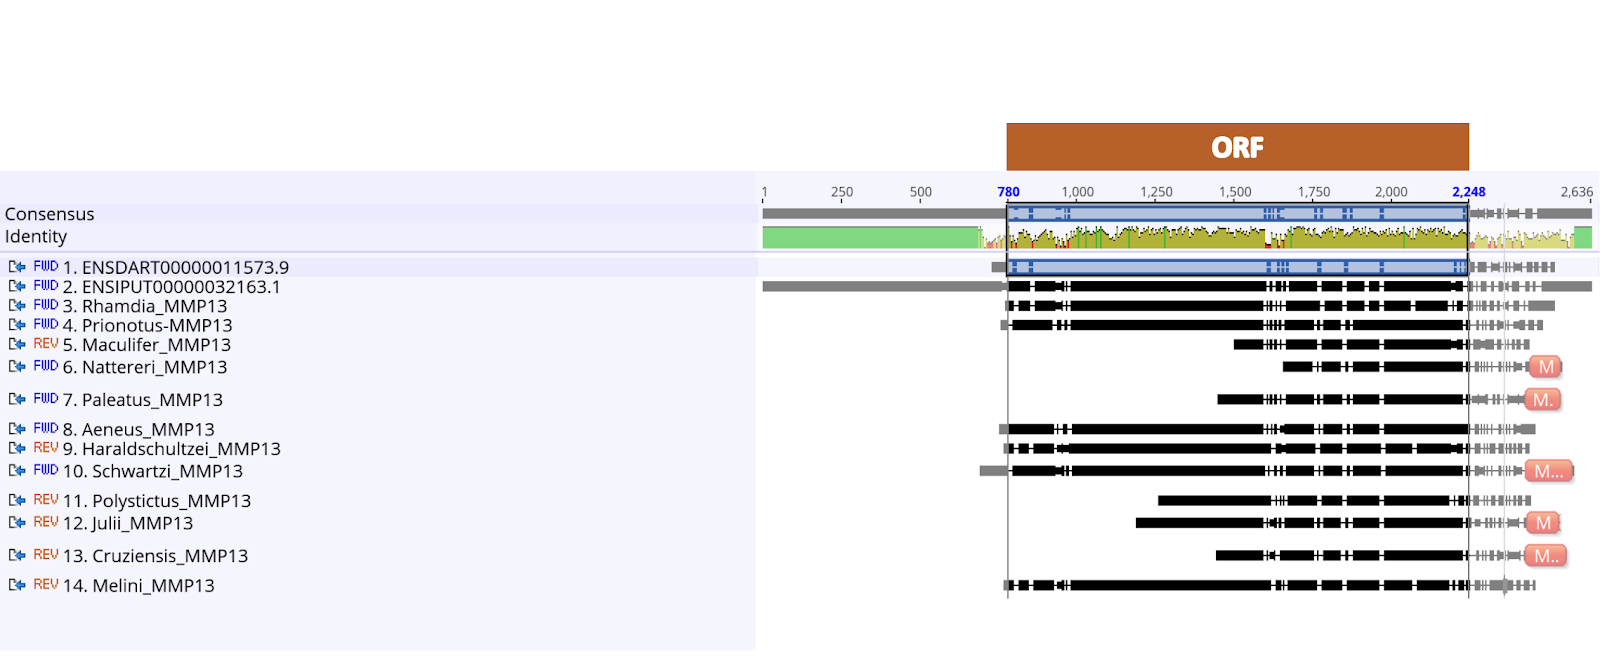 ORF
1 250 500 780 1,000 1,250 1,500 1,750 2,000 2,248 2,636
Consensus
Identity
FWD 1. ENSDART00000011573.9
FWD 2. ENSIPUT00000032163.1
FWD 3. Rhamdia_MMP13
FWD 4. Prionotus-MMP13
REV 5. Maculifer_MMP13
FWD 6. Nattereri_MMP13 M
FWD 7. Paleatus_MMP13 M.
FWD 8. Aeneus_MMP13
REV 9. Haraldschultzei_MMP13
FWD 10. Schwartzi_MMP13 M...
REV 11. Polystictus_MMP13
REV 12. Julii_MMP13 M
REV 13. Cruziensis_MMP13 M..
REV 14. Melini_MMP13